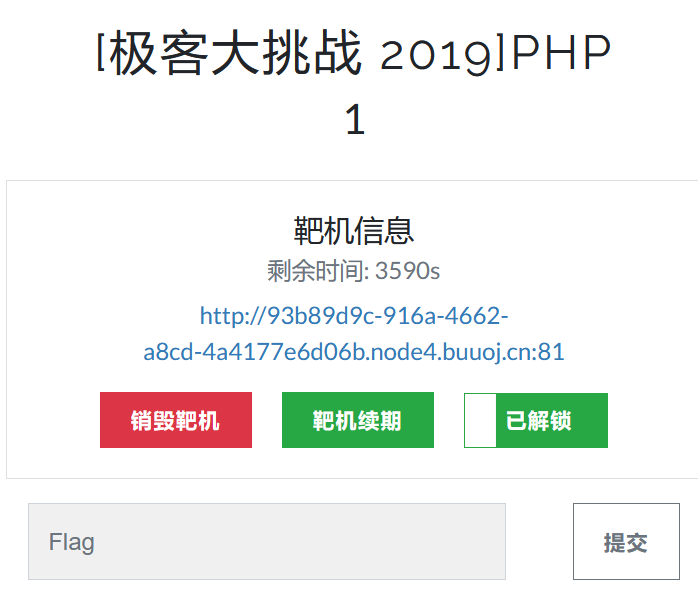 [极客大挑战 2019]PHP
1
靶机信息
剩余时间: 3590s
http://93b89d9c-916a-4662-
a8cd-4a4177e6d06b.node4.buuoj.cn:81
销毁靶机 靶机续期 已解锁
Flag 提交